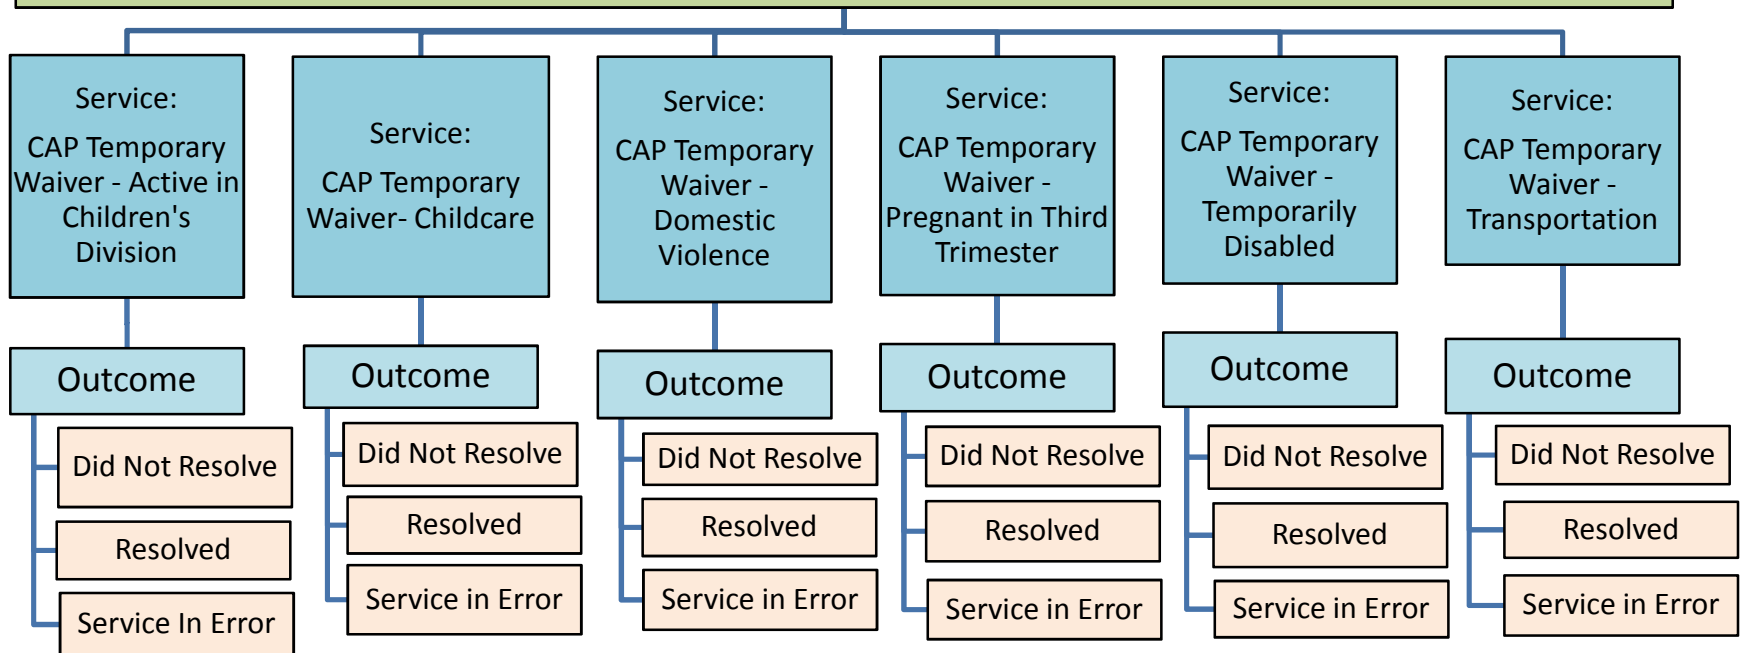 Service:
CAP Temporary
Waiver - Active in
Children's
Division
Outcome
Did Not Resolve
Resolved
Service In Error
Service:
CAP Temporary
Waiver- Childcare
Outcome
Did Not Resolve
Resolved
Service in Error
Service:
CAP Temporary
Waiver -
Domestic
Violence
Outcome
Did Not Resolve
Resolved
Service in Error
Service:
CAP Temporary
Waiver -
Pregnant in Third
Trimester
Outcome
Did Not Resolve
Resolved
Service in Error
Service:
CAP Temporary
Waiver -
Temporarily
Disabled
Outcome
Did Not Resolve
Resolved
Service in Error
Service:
CAP Temporary
Waiver -
Transportation
Outcome
Did Not Resolve
Resolved
Service in Error